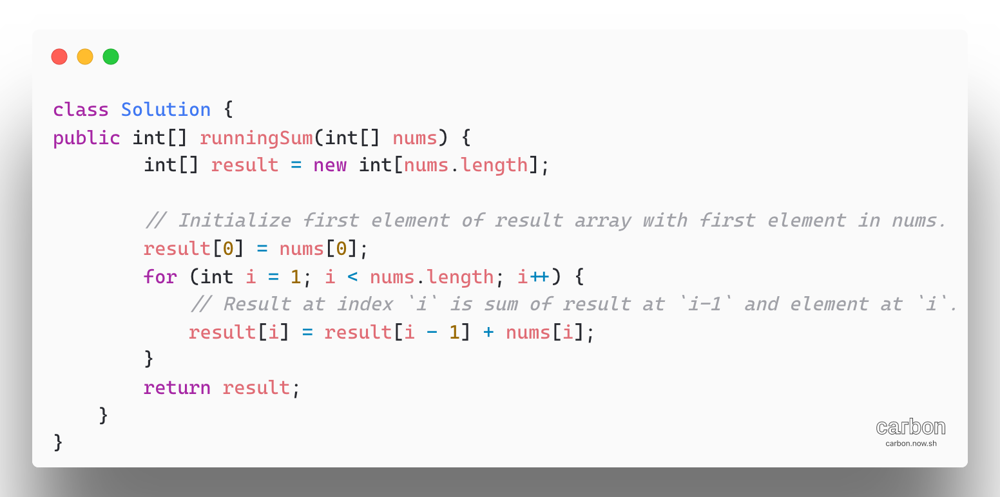 class Solution {
public int[] runningSum(int[] nums) {
        int[] result = new int[nums.length];

        // Initialize first element of result array with first element in nums.
        result[0] = nums[0];
        for (int i = 1; i < nums.length; i++) {
            // Result at index `i` is sum of result at `i-1` and element at `i`.
            result[i] = result[i - 1] + nums[i];
        }
        return result;
    }
}
carbon
carbon.now.sh